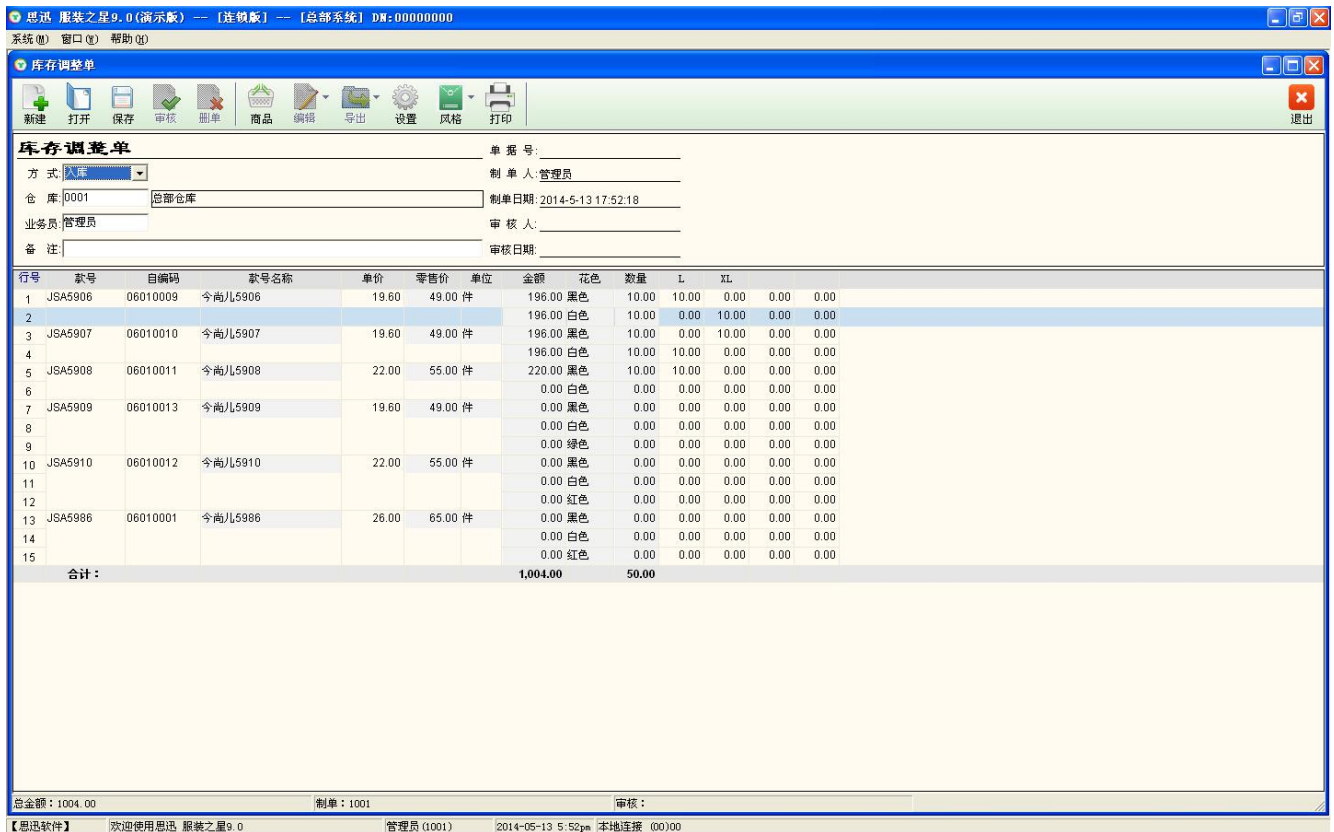 思迅 服装之星9.0(演示版) -- [连锁版] -- [总部系统] DN:00000000
系统(M) 窗口(W) 帮助(H)
库存调整单
新建 打开 保存 审核 删单 商品 编辑 导出 设置 风格 打印 退出
库存调整单 单 据 号:
方 式:入库 制 单 人:管理员
仓 库:0001 总部仓库 制单日期:2014-5-13 17:52:18
业务员:管理员 审 核 人:
备 注: 审核日期:
行号 款号 自编码 款号名称 单价 零售价 单位 金额 花色 数量 L XL
1 JSA5906 06010009 今尚儿5906 19.60 49.00 件 196.00 黑色 10.00 10.00 0.00 0.00 0.00
2 196.00 白色 10.00 0.00 10.00 0.00 0.00
3 JSA5907 06010010 今尚儿5907 19.60 49.00 件 196.00 黑色 10.00 0.00 10.00 0.00 0.00
4 196.00 白色 10.00 10.00 0.00 0.00 0.00
5 JSA5908 06010011 今尚儿5908 22.00 55.00 件 220.00 黑色 10.00 10.00 0.00 0.00 0.00
6 0.00 白色 0.00 0.00 0.00 0.00 0.00
7 JSA5909 06010013 今尚儿5909 19.60 49.00 件 0.00 黑色 0.00 0.00 0.00 0.00 0.00
8 0.00 白色 0.00 0.00 0.00 0.00 0.00
9 0.00 绿色 0.00 0.00 0.00 0.00 0.00
10 JSA5910 06010012 今尚儿5910 22.00 55.00 件 0.00 黑色 0.00 0.00 0.00 0.00 0.00
11 0.00 白色 0.00 0.00 0.00 0.00 0.00
12 0.00 红色 0.00 0.00 0.00 0.00 0.00
13 JSA5986 06010001 今尚儿5986 26.00 65.00 件 0.00 黑色 0.00 0.00 0.00 0.00 0.00
14 0.00 白色 0.00 0.00 0.00 0.00 0.00
15 0.00 红色 0.00 0.00 0.00 0.00 0.00
合计： 1,004.00 50.00
总金额：1004.00 制单：1001 审核：
【思迅软件】 欢迎使用思迅 服装之星9.0 管理员(1001) 2014-05-13 5:52pm 本地连接 (00)00